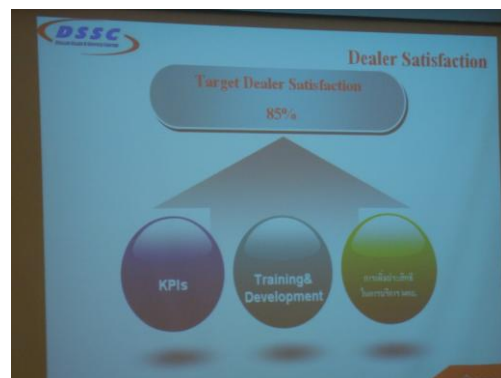 DSSC
Dealer Satisfaction
Target Dealer Satisfaction
85%
KPIs
Training&
Development